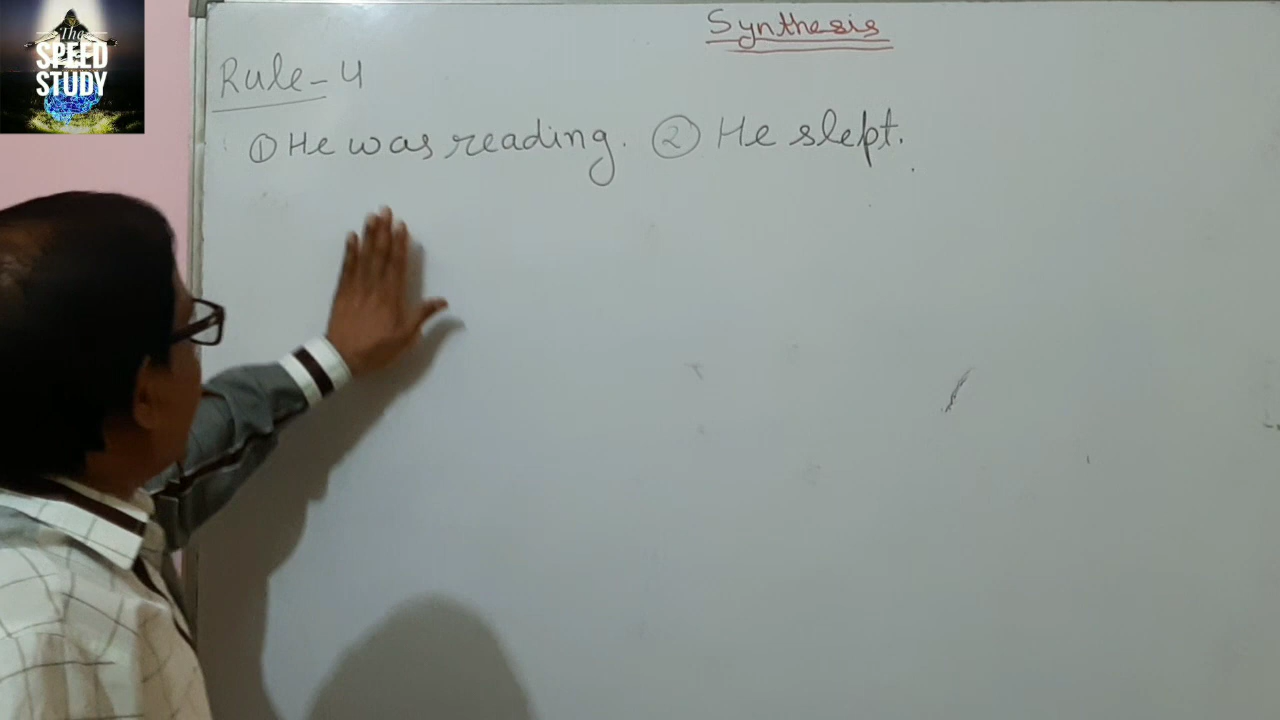 The
SPEED
STUDY
Synthesis
Rule-4
① He was reading. ② He slept.